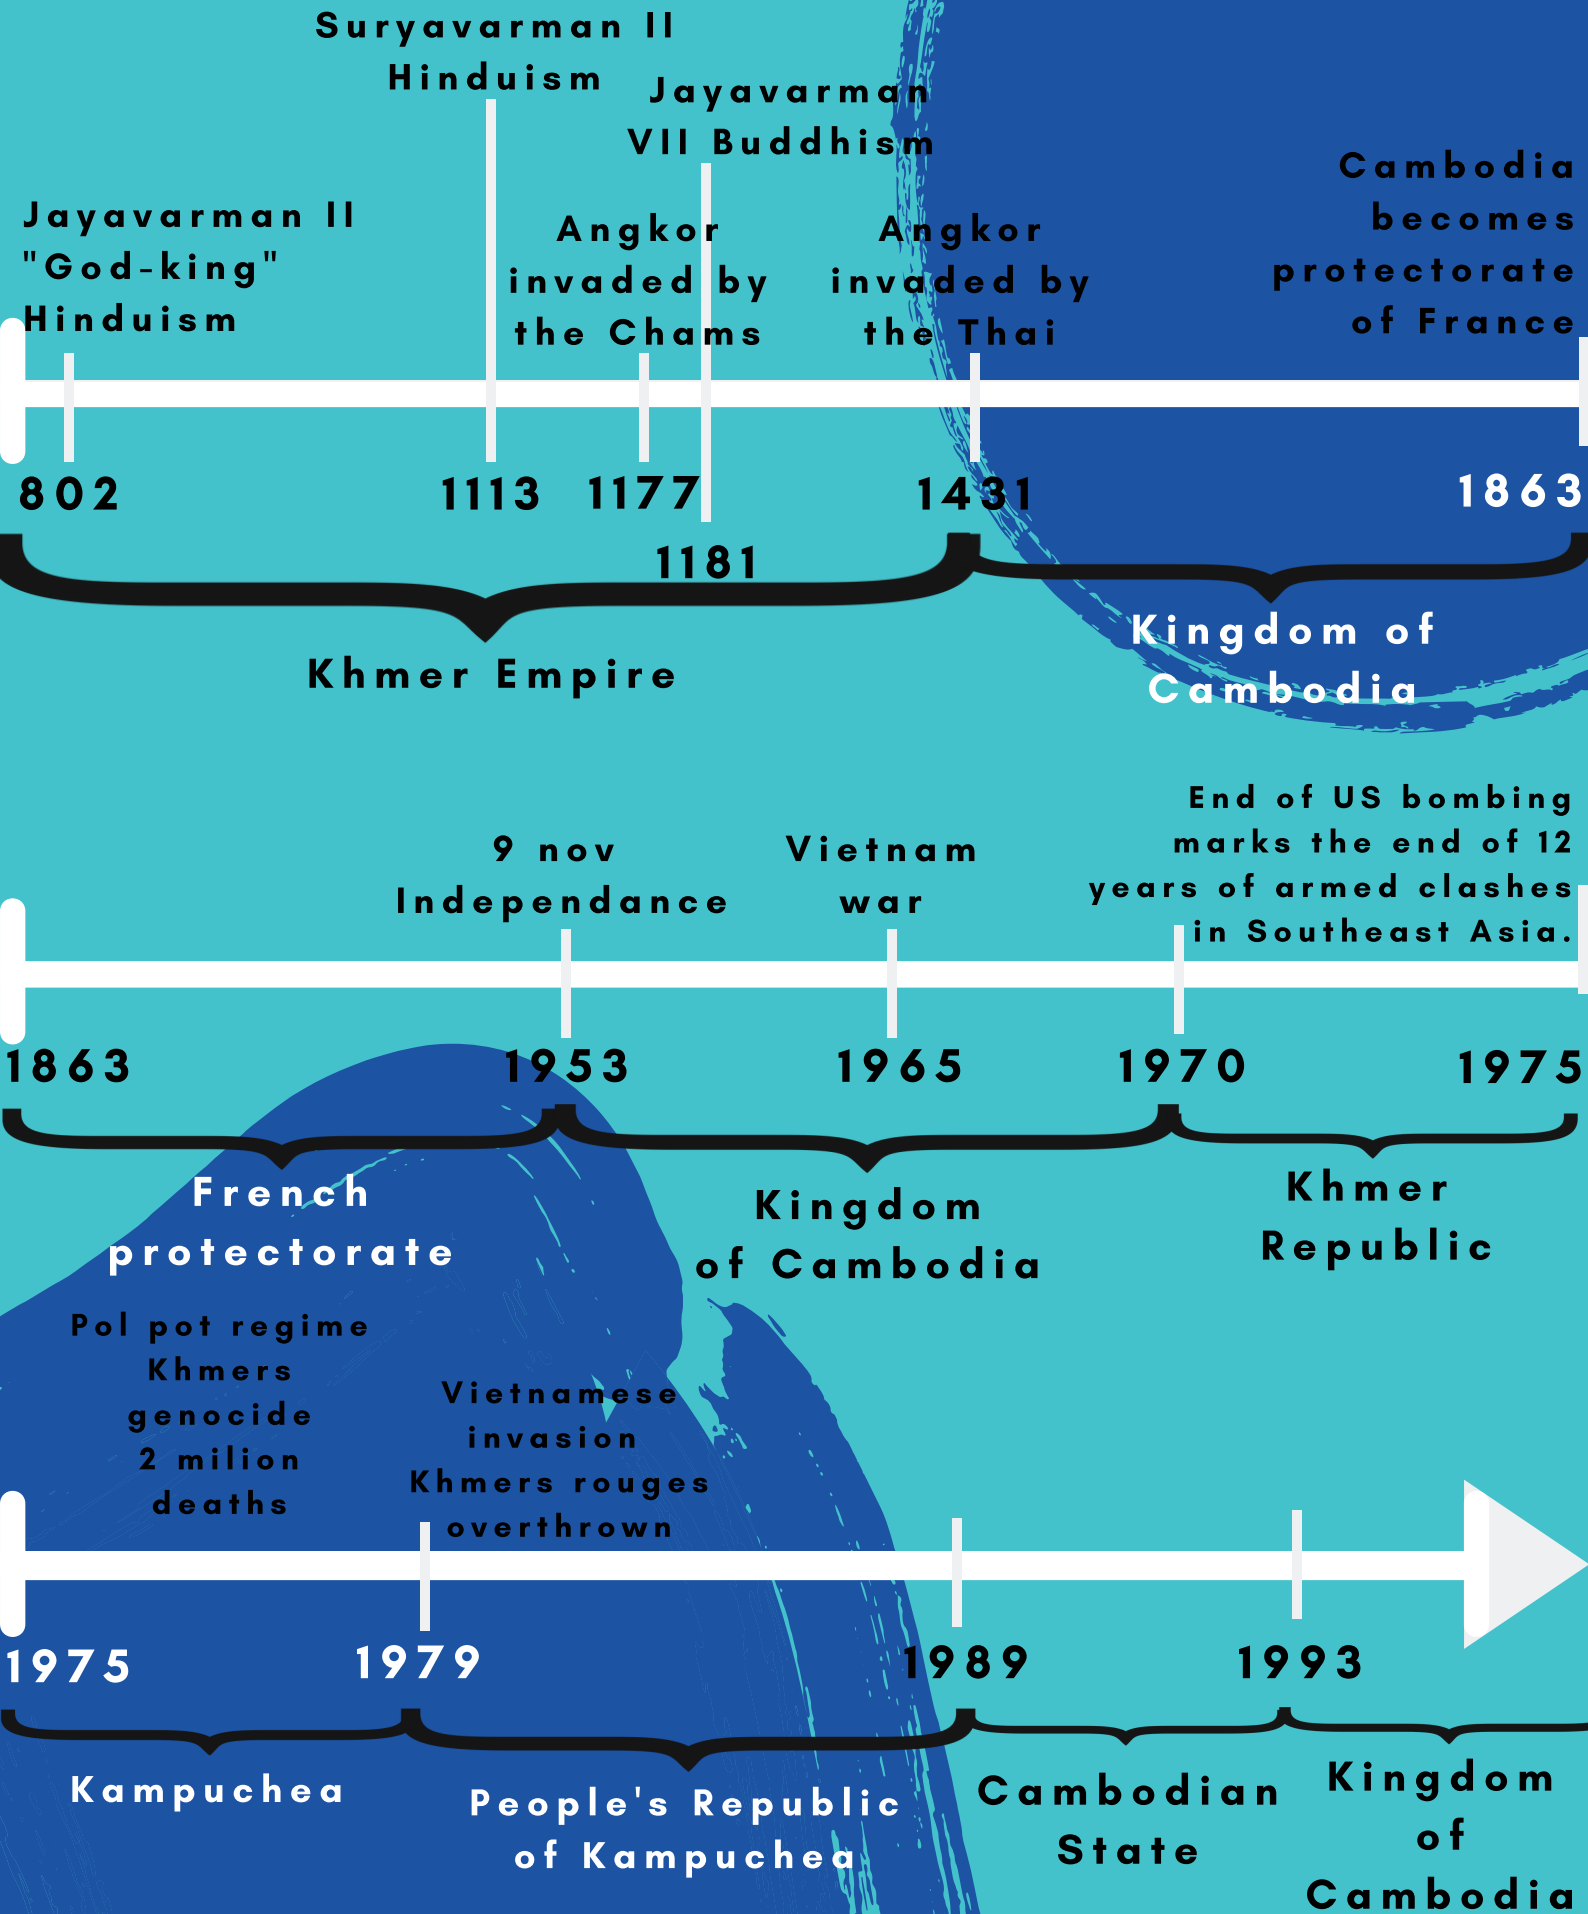 Suryavarman II
Hinduism
Jayavarman
VII Buddhism
Jayavarman II
"God-king"
Hinduism
Angkor
invaded by
the Chams
Angkor
invaded by
the Thai
Cambodia
becomes
protectorate
of France
802
1113
1177
1181
1431
1863
Khmer Empire
Kingdom of
Cambodia
9 nov
Independance
Vietnam
war
End of US bombing
marks the end of 12
years of armed clashes
in Southeast Asia.
1863
1953
1965
1970
1975
French
protectorate
Kingdom
of Cambodia
Khmer
Republic
Pol pot regime
Khmers
genocide
2 milion
deaths
Vietnamese
invasion
Khmers rouges
overthrown
1975
1979
1989
1993
Kampuchea
People's Republic
of Kampuchea
Cambodian
State
Kingdom
of
Cambodia